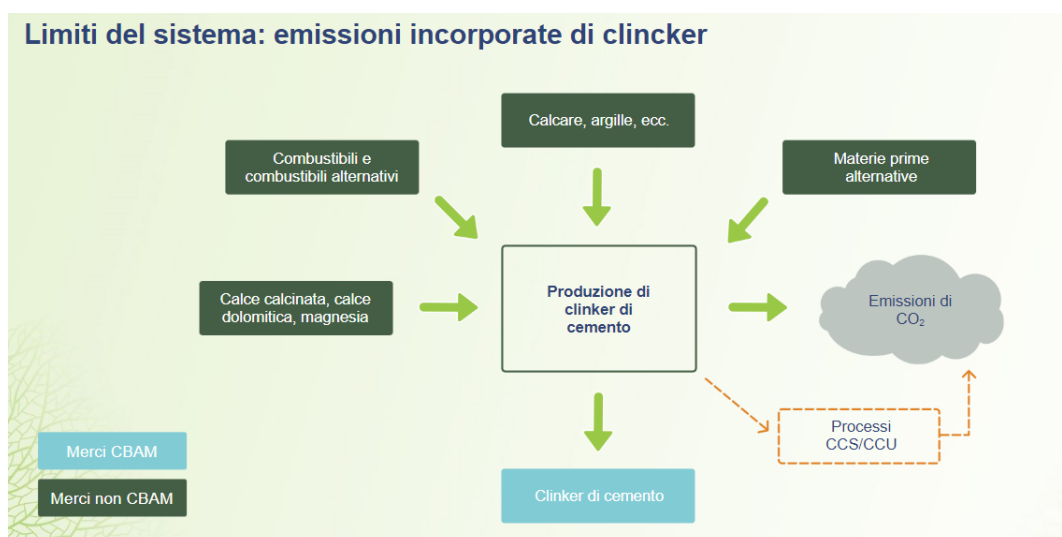 Limiti del sistema: emissioni incorporate di clincker
Calcare, argille, ecc.
Combustibili e
combustibili alternativi
Materie prime
alternative
Calce calcinata, calce
dolomitica, magnesia
Produzione di
clinker di
cemento
Emissioni di
CO₂
Processi
CCS/CCU
Merci CBAM
Merci non CBAM
Clinker di cemento